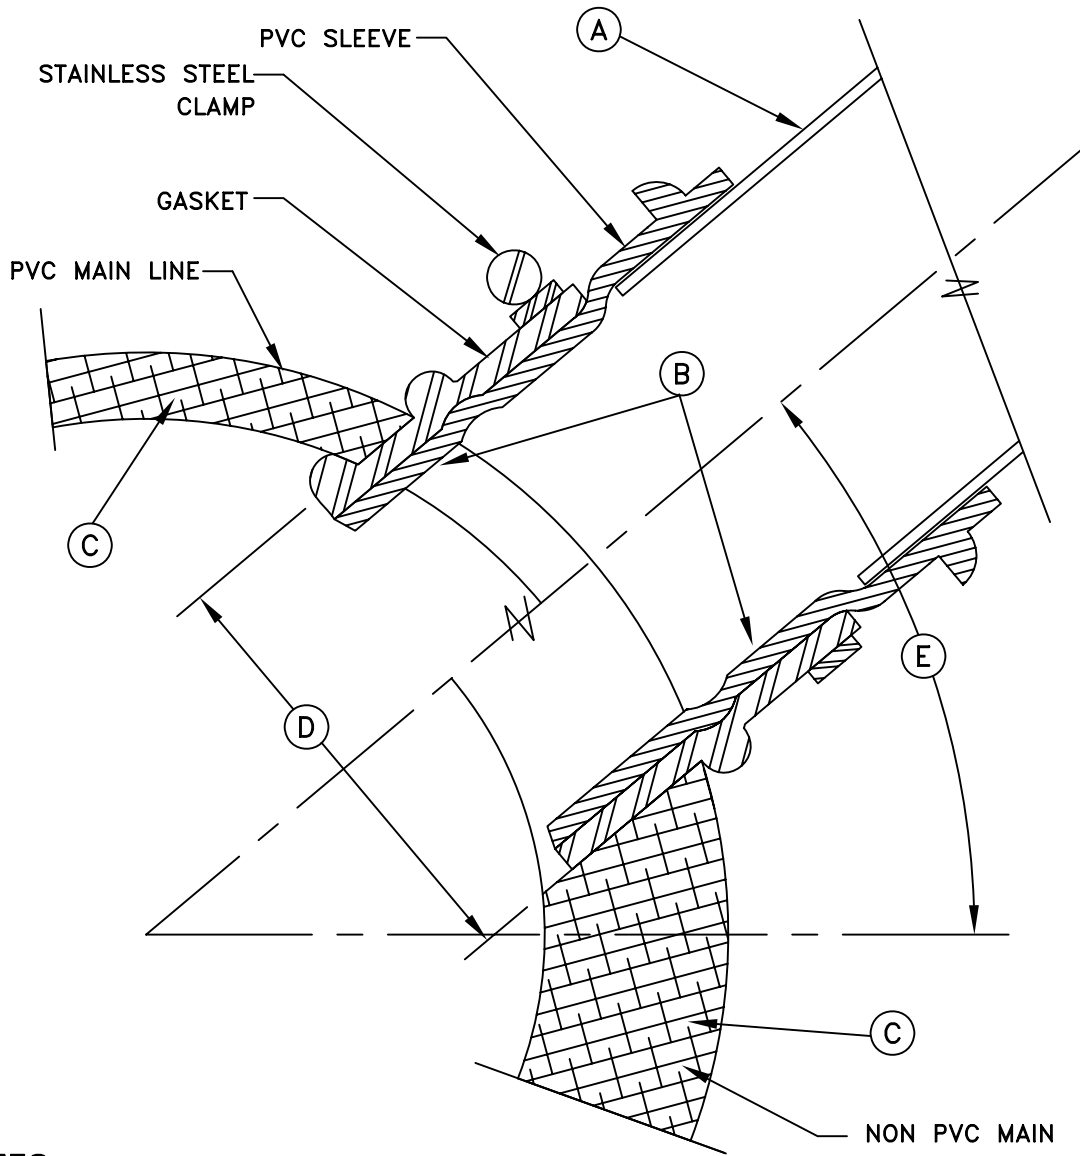 A
PVC SLEEVE
STAINLESS STEEL
CLAMP
GASKET
PVC MAIN LINE
B
C
E
D
C
NON PVC MAIN